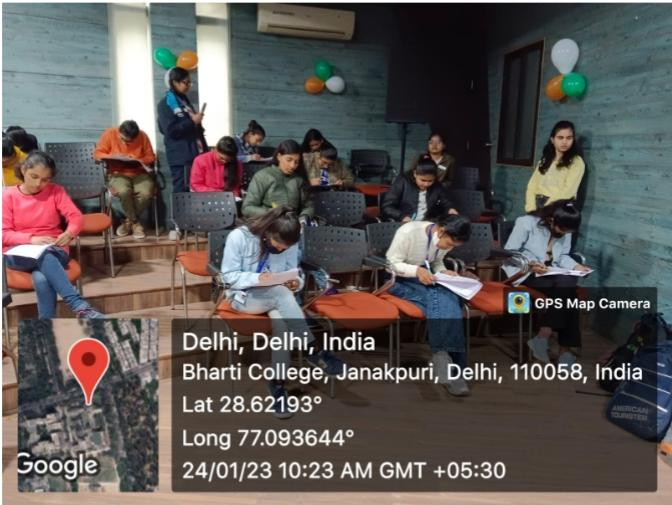 GPS Map Camera
Delhi, Delhi, India
Bharti College, Janakpuri, Delhi, 110058, India
Lat 28.62193°
Long 77.093644°
24/01/23 10:23 AM GMT +05:30
Google
AMERICAN
TOURISTER